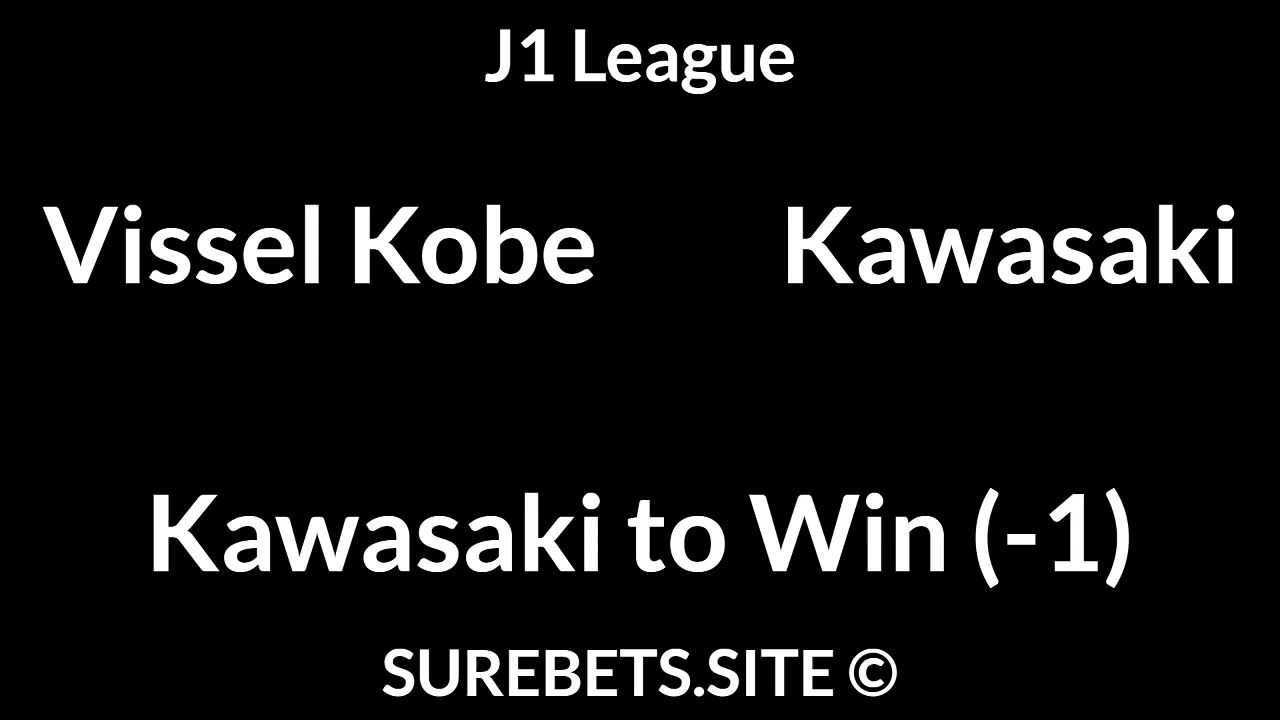 J1 League
Vissel Kobe Kawasaki
Kawasaki to Win (-1)
SUREBETS.SITE ©